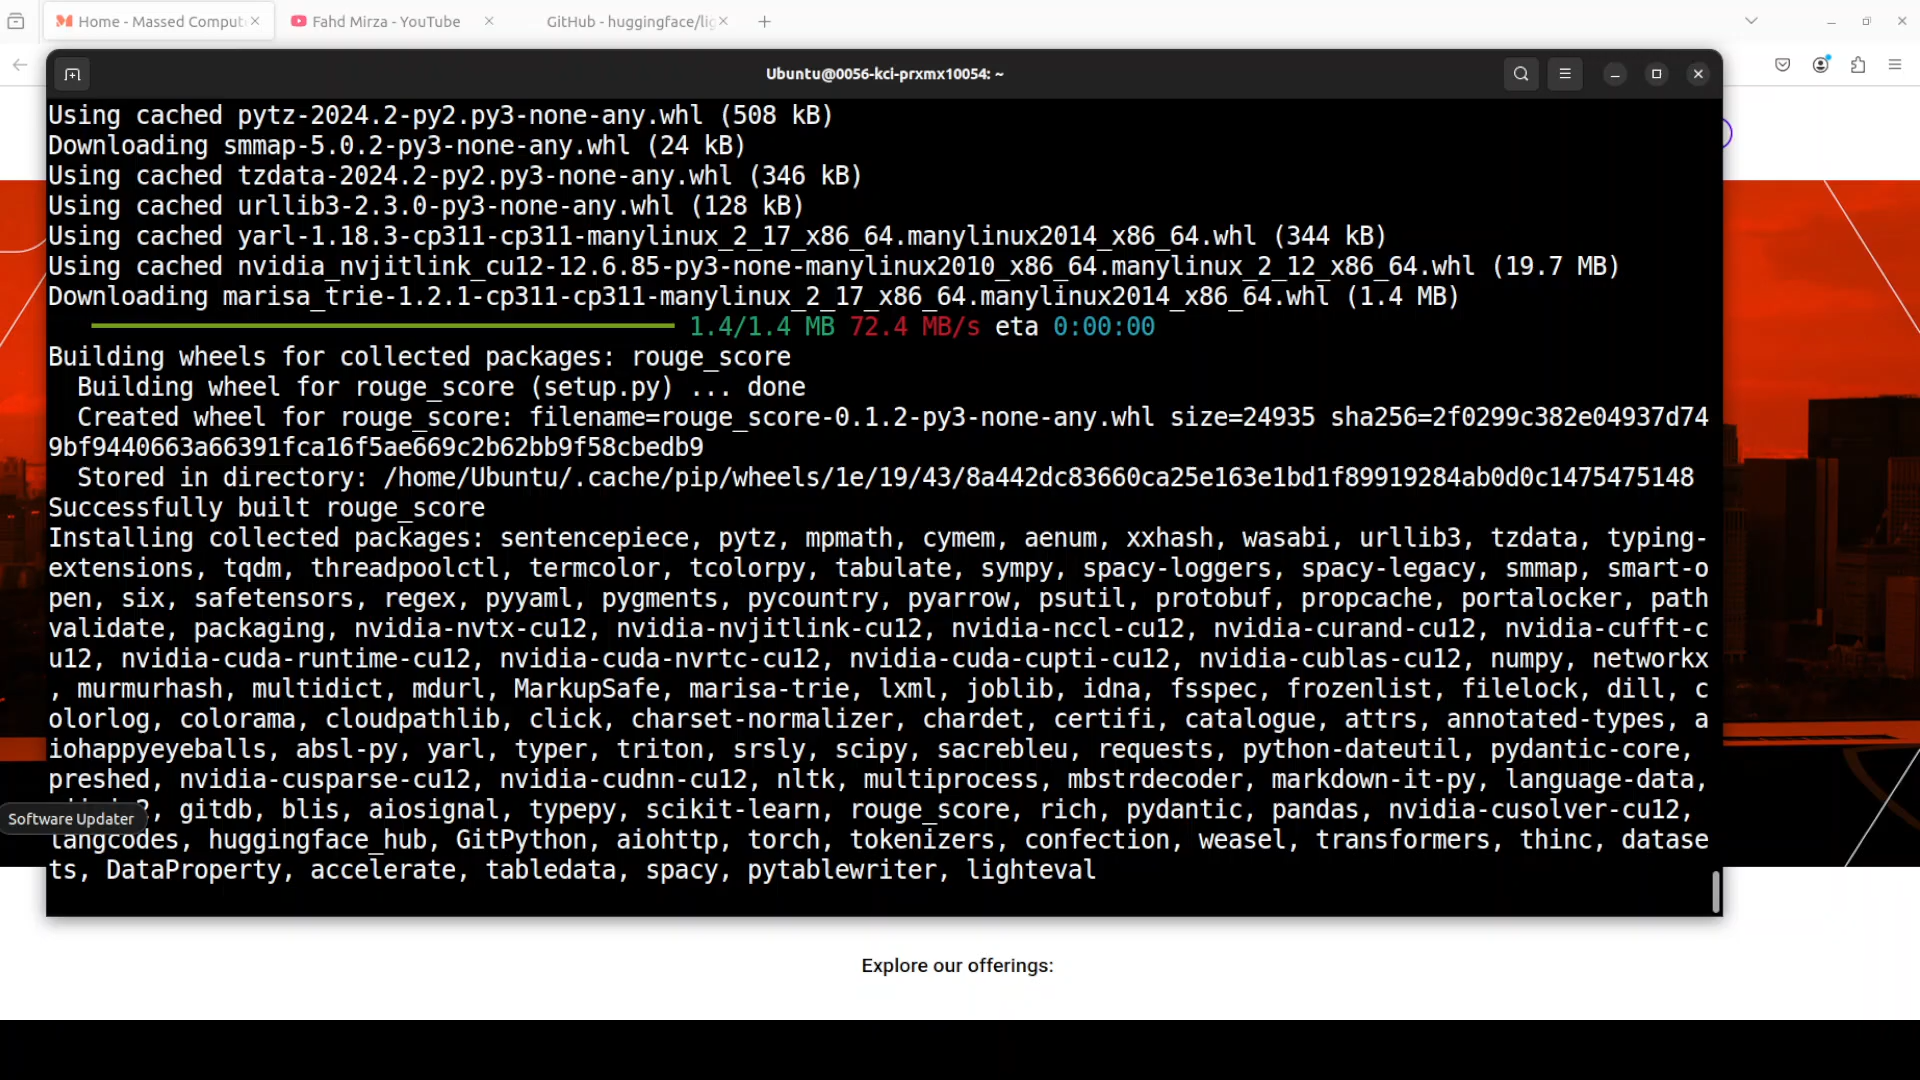 Home - Massed Comput
Fahd Mirza - YouTube
GitHub - huggingface/lig
Ubuntu@0056-kci-prxmx10054: ~
Using cached pytz-2024.2-py2.py3-none-any.whl (508 kB)
Downloading smmap-5.0.2-py3-none-any.whl (24 kB)
Using cached tzdata-2024.2-py2.py3-none-any.whl (346 kB)
Using cached urllib3-2.3.0-py3-none-any.whl (128 kB)
Using cached yarl-1.18.3-cp311-cp311-manylinux_2_17_x86_64.manylinux2014_x86_64.whl (344 kB)
Using cached nvidia_nvjitlink_cu12-12.6.85-py3-none-manylinux2010_x86_64.manylinux_2_12_x86_64.whl (19.7 MB)
Downloading marisa_trie-1.2.1-cp311-cp311-manylinux_2_17_x86_64.manylinux2014_x86_64.whl (1.4 MB)
1.4/1.4 MB 72.4 MB/s eta 0:00:00
Building wheels for collected packages: rouge_score
Building wheel for rouge_score (setup.py) ... done
Created wheel for rouge_score: filename=rouge_score-0.1.2-py3-none-any.whl size=24935 sha256=2f0299c382e04937d74
9bf9440663a66391fca16f5ae669c2b62bb9f58cbedb9
Stored in directory: /home/Ubuntu/.cache/pip/wheels/1e/19/43/8a442dc83660ca25e163e1bd1f89919284ab0d0c1475475148
Successfully built rouge_score
Installing collected packages: sentencepiece, pytz, mpmath, cymem, aenum, xxhash, wasabi, urllib3, tzdata, typing-
extensions, tqdm, threadpoolctl, termcolor, tcolorpy, tabulate, sympy, spacy-loggers, spacy-legacy, smmap, smart-o
pen, six, safetensors, regex, pyyaml, pygments, pycountry, pyarrow, psutil, protobuf, propcache, portalocker, path
validate, packaging, nvidia-nvtx-cu12, nvidia-nvjitlink-cu12, nvidia-nccl-cu12, nvidia-curand-cu12, nvidia-cufft-c
u12, nvidia-cuda-runtime-cu12, nvidia-cuda-nvrtc-cu12, nvidia-cuda-cupti-cu12, nvidia-cublas-cu12, numpy, networkx
, murmurhash, multidict, mdurl, MarkupSafe, marisa-trie, lxml, joblib, idna, fsspec, frozenlist, filelock, dill, c
olorlog, colorama, cloudpathlib, click, charset-normalizer, chardet, certifi, catalogue, attrs, annotated-types, a
iohappyeyeballs, absl-py, yarl, typer, triton, srsly, scipy, sacrebleu, requests, python-dateutil, pydantic-core,
preshed, nvidia-cusparse-cu12, nvidia-cudnn-cu12, nltk, multiprocess, mbstrdecoder, markdown-it-py, language-data,
gitdb, blis, aiosignal, typepy, scikit-learn, rouge_score, rich, pydantic, pandas, nvidia-cusolver-cu12,
Software Updater
langcodes, huggingface_hub, GitPython, aiohttp, torch, tokenizers, confection, weasel, transformers, thinc, datase
ts, DataProperty, accelerate, tabledata, spacy, pytablewriter, lighteval
Explore our offerings: